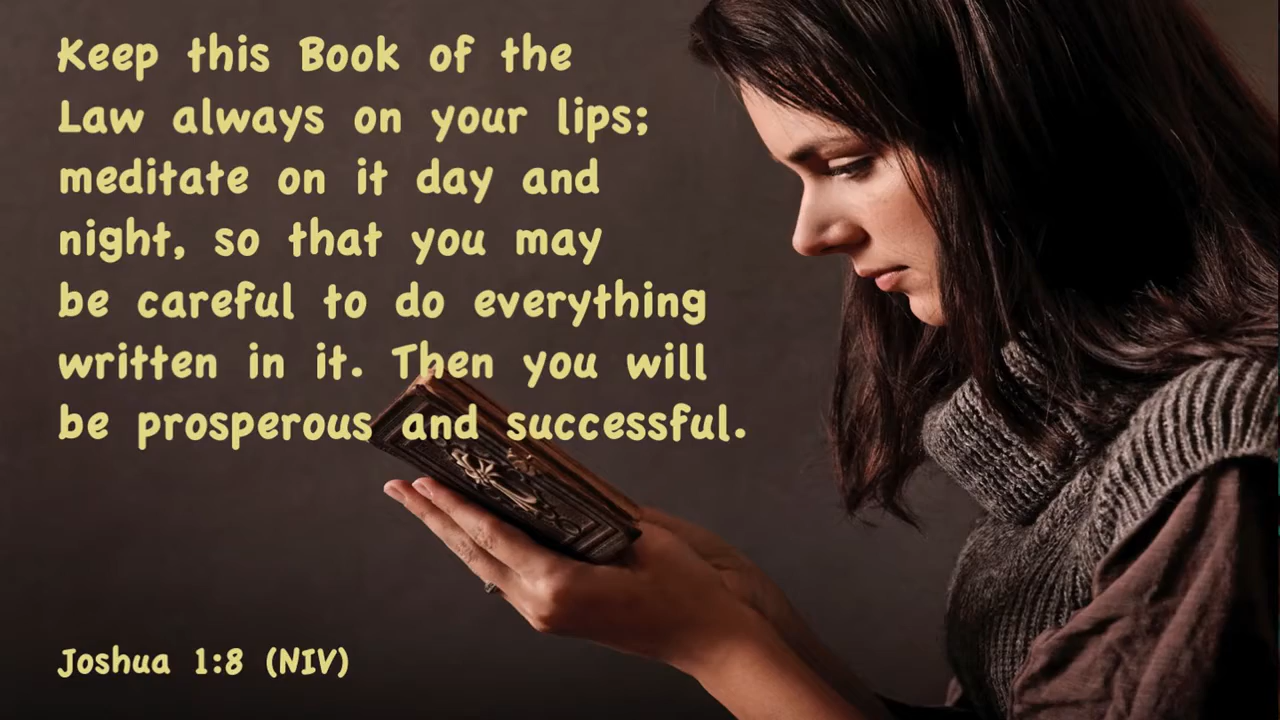 Keep this Book of the
Law always on your lips;
meditate on it day and
night, so that you may
be careful to do everything
written in it. Then you will
be prosperous and successful.
Joshua 1:8 (NIV)